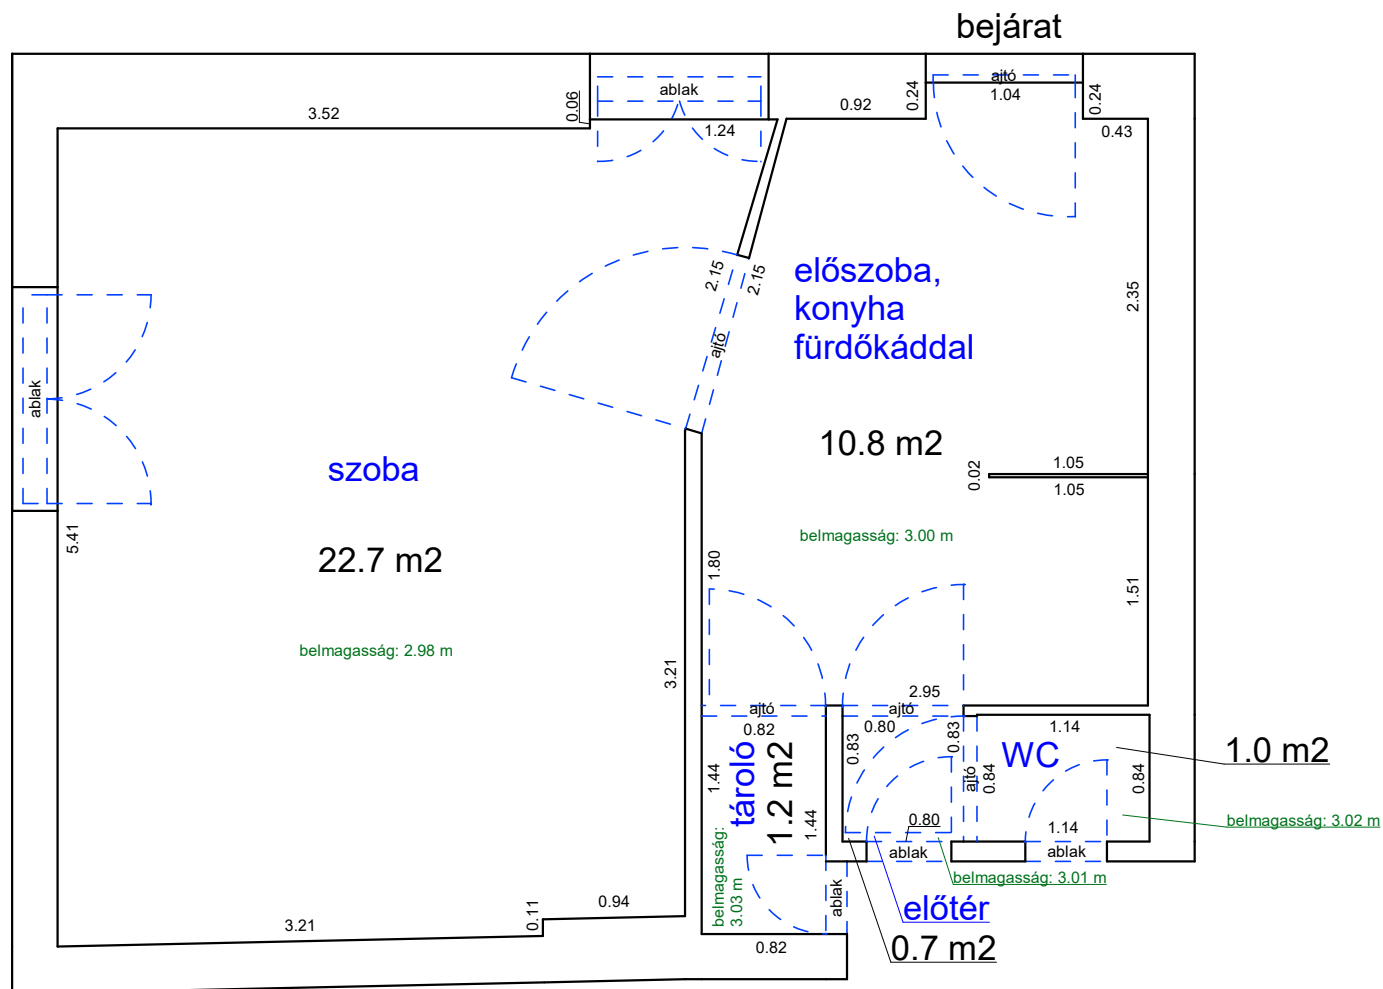 bejárat
ajtó
1.04
0.24
0.24
0.92
0.43
ablak
1.24
0.06
3.52
2.15
2.15
ajtó
előszoba,
konyha
fürdőkáddal
2.35
ablak
10.8 m2
szoba
1.05
0.02
1.05
5.41
belmagasság: 3.00 m
22.7 m2
1.80
1.51
belmagasság: 2.98 m
3.21
2.95
ajtó
ajtó
0.82
0.80
0.83
0.83
1.14
WC
1.0 m2
1.44
tároló
1.2 m2
ajtó
0.84
0.84
1.44
0.80
1.14
belmagasság: 3.02 m
ablak
ablak
belmagasság:
3.03 m
belmagasság: 3.01 m
ablak
előtér
0.94
0.11
3.21
0.82
0.7 m2